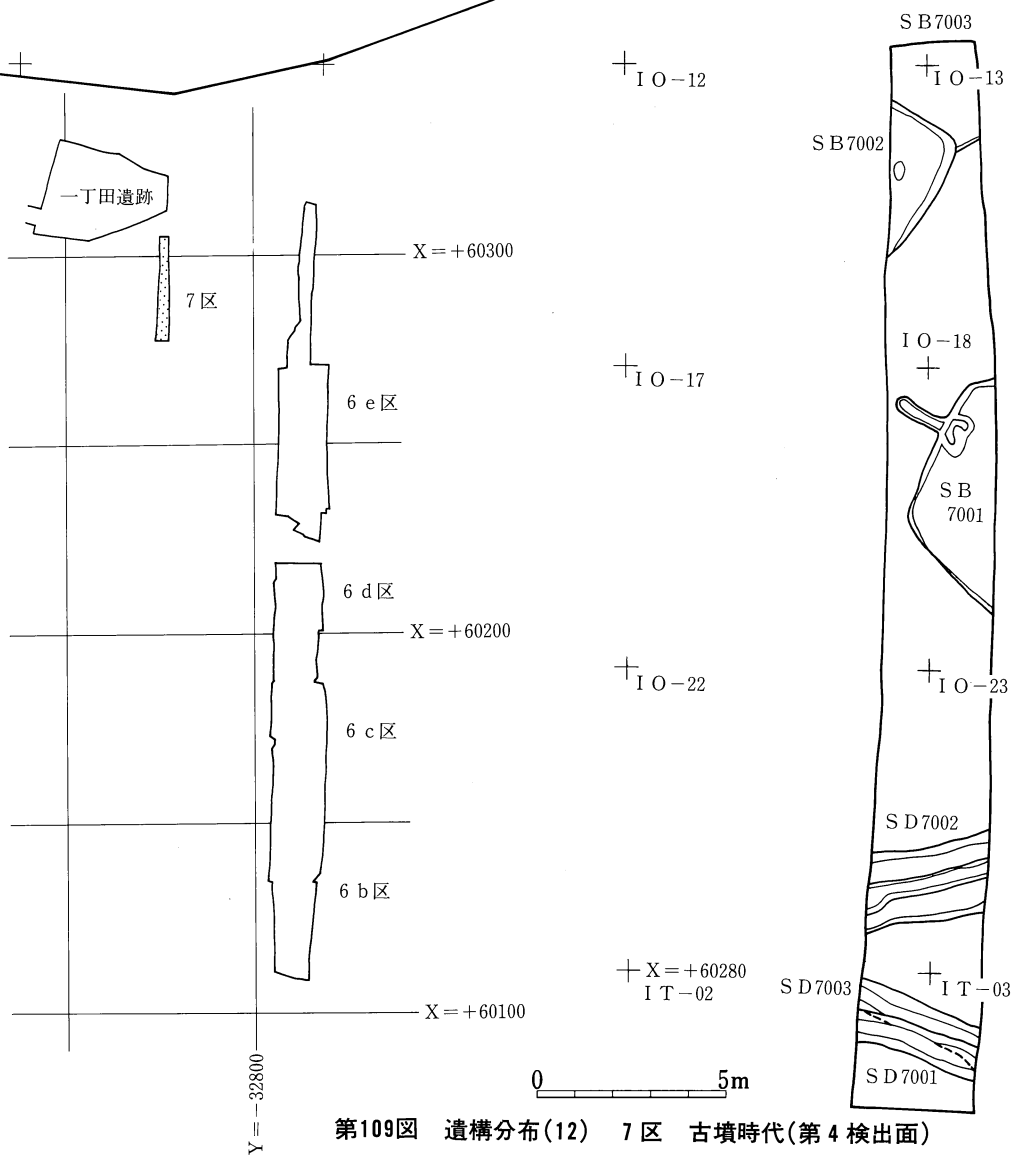 SB7003
IO-12
IO-13
SB7002
一丁田遺跡
X=+60300
7区
IO-18
IO-17
6e区
SB
7001
6d区
X=+60200
IO-22
IO-23
6c区
SD7002
6b区
X=+60280
IT-02
SD7003
IT-03
X=+60100
Y=-32800
SD7001
0 5m
第109図 遺構分布(12) 7区 古墳時代(第4検出面)